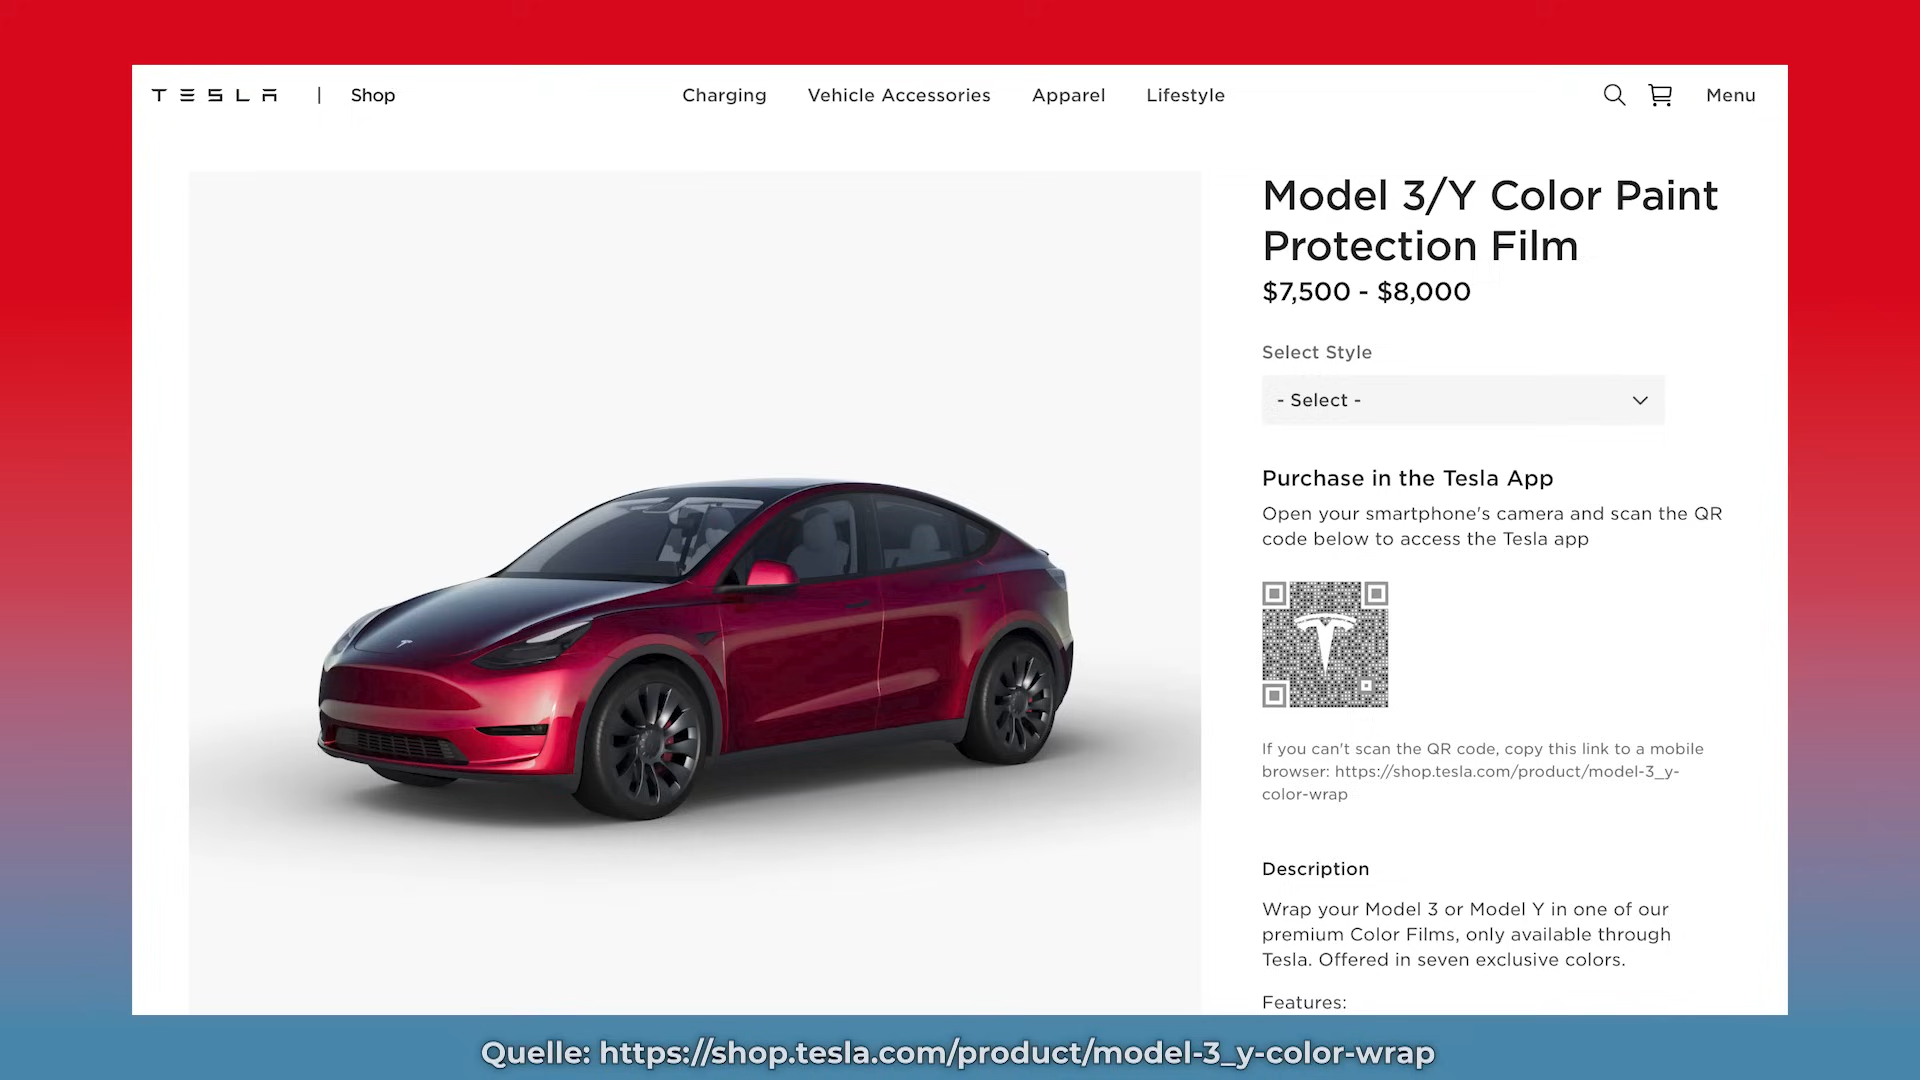 TESLA | Shop Charging Vehicle Accessories Apparel Lifestyle Menu
Model 3/Y Color Paint
Protection Film
$7,500 - $8,000
Select Style
- Select -
Purchase in the Tesla App
Open your smartphone's camera and scan the QR
code below to access the Tesla app
If you can't scan the QR code, copy this link to a mobile
browser: https://shop.tesla.com/product/model-3_y-
color-wrap
Description
Wrap your Model 3 or Model Y in one of our
premium Color Films, only available through
Tesla. Offered in seven exclusive colors.
Features:
Quelle: https://shop.tesla.com/product/model-3_y-color-wrap